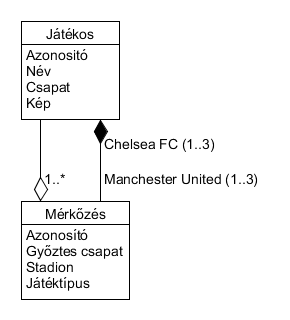 Játékos
Azonosító
Név
Csapat
Kép
Chelsea FC (1..3)
1..*
Manchester United (1..3)
Mérkőzés
Azonosító
Győztes csapat
Stadion
Játéktípus